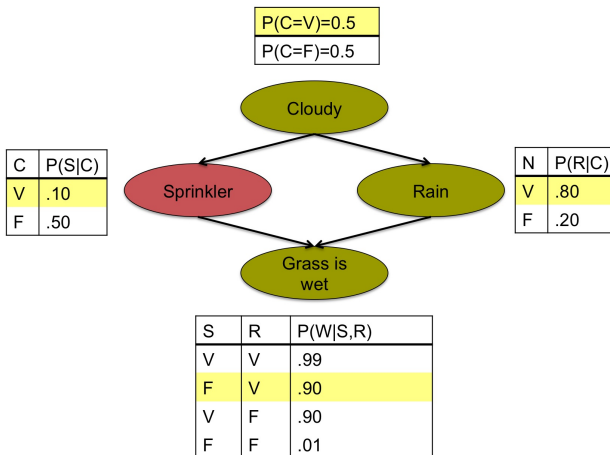 P(C=V)=0.5
P(C=F)=0.5
Cloudy
C P(S|C)
V .10
F .50
Sprinkler
Rain
N P(R|C)
V .80
F .20
Grass is
wet
S R P(W|S,R)
V V .99
F V .90
V F .90
F F .01